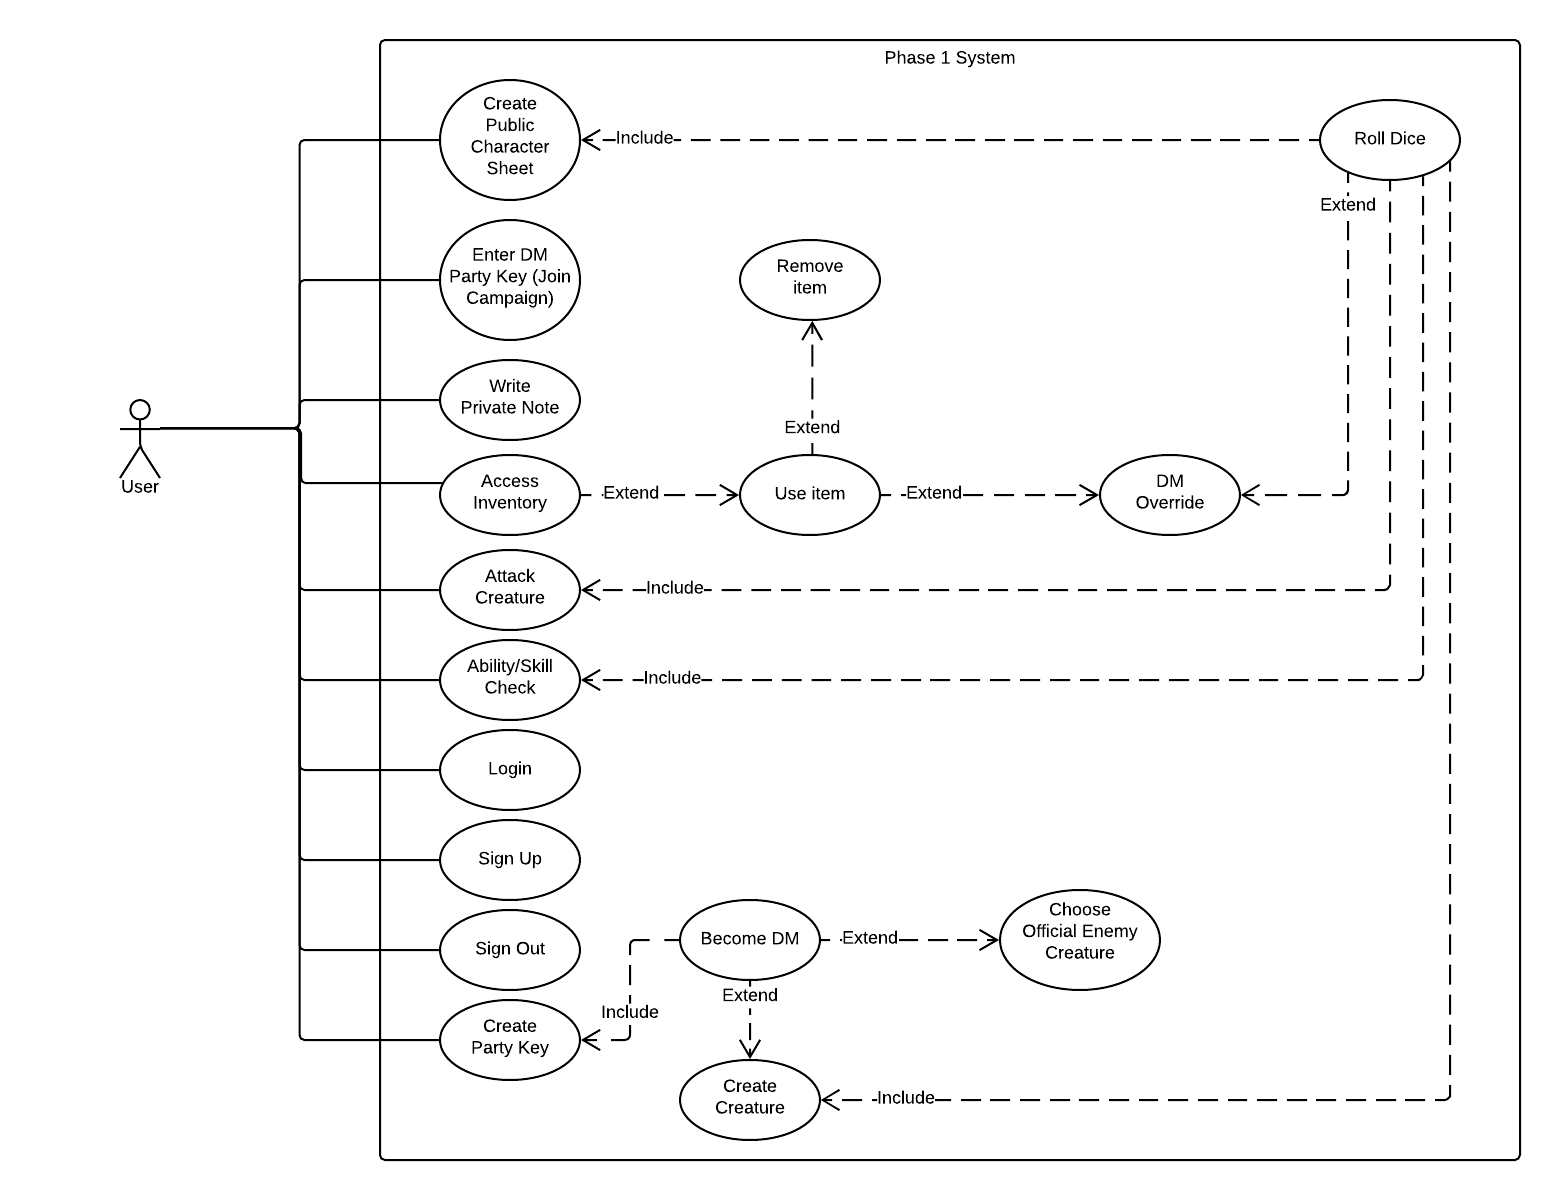 Phase 1 System
Create
Public
Character
Sheet
Include
Roll Dice
Extend
Enter DM
Party Key (Join
Campaign)
Remove
item
Write
Private Note
Extend
User
Access
Inventory
Extend
Use item
Extend
DM
Override
Attack
Creature
Include
Ability/Skill
Check
Include
Login
Sign Up
Sign Out
Become DM
Extend
Choose
Official Enemy
Creature
Extend
Include
Create
Party Key
Create
Creature
Include